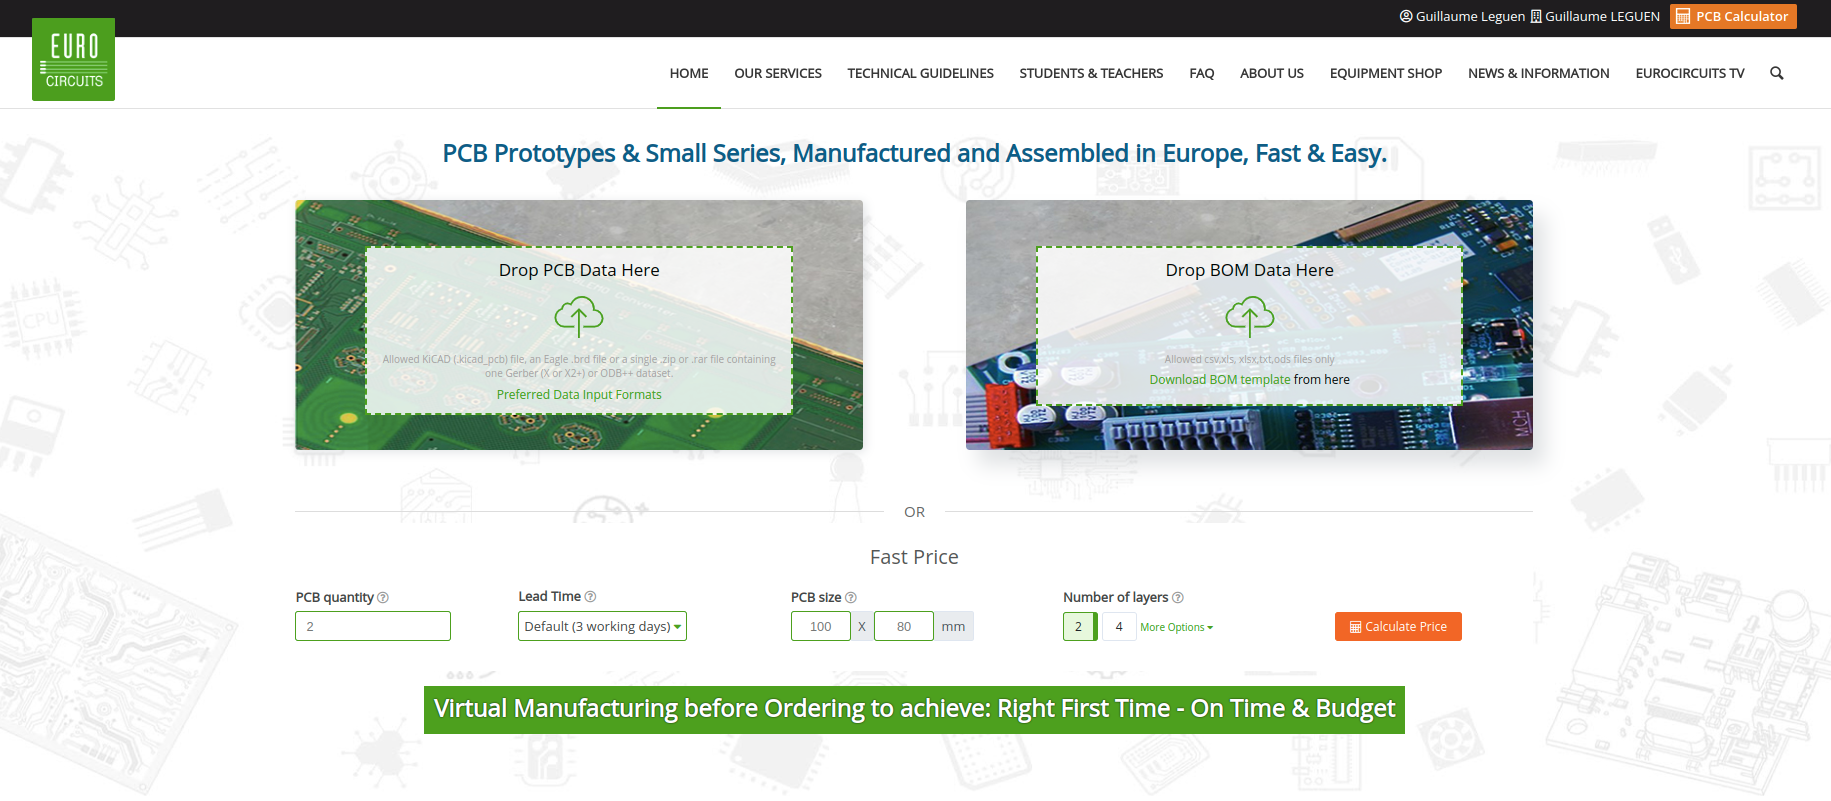 Guillaume Leguen Guillaume LEGUEN PCB Calculator
EURO
CIRCUITS
HOME OUR SERVICES TECHNICAL GUIDELINES STUDENTS & TEACHERS FAQ ABOUT US EQUIPMENT SHOP NEWS & INFORMATION EUROCIRCUITS TV
PCB Prototypes & Small Series, Manufactured and Assembled in Europe, Fast & Easy.
Drop PCB Data Here
Allowed KiCAD (.kicad_pcb) file, an Eagle .brd file or a single .zip or .rar file containing
one Gerber (X or X2+) or ODB++ dataset.
Preferred Data Input Formats
Drop BOM Data Here
Allowed csv,xls, xlsx,txt,ods files only
Download BOM template from here
MCH
CPU
OR
Fast Price
PCB quantity Lead Time PCB size Number of layers
2 Default (3 working days) 100 X 80 mm 2 4 More Options Calculate Price
Virtual Manufacturing before Ordering to achieve: Right First Time - On Time & Budget